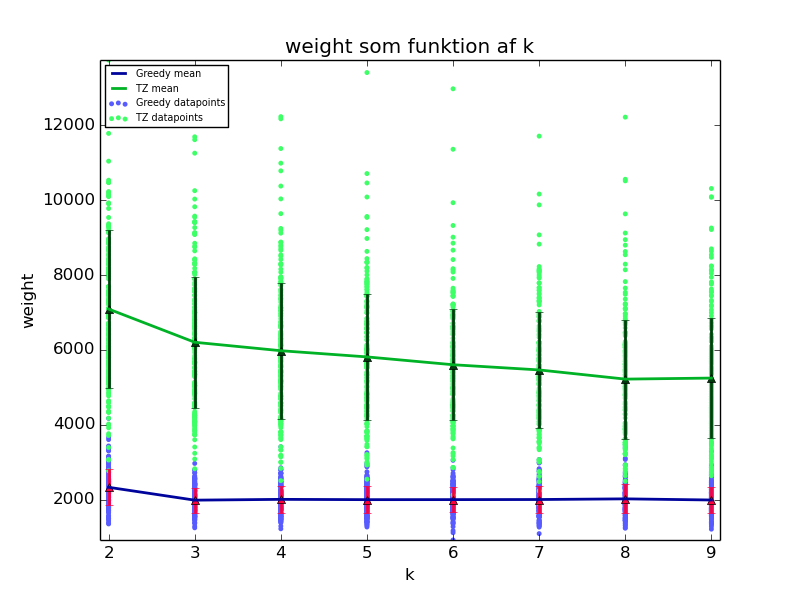 weight som funktion af k
Greedy mean
TZ mean
Greedy datapoints
TZ datapoints
12000
10000
8000
6000
4000
2000
weight
2 3 4 5 6 7 8 9
k